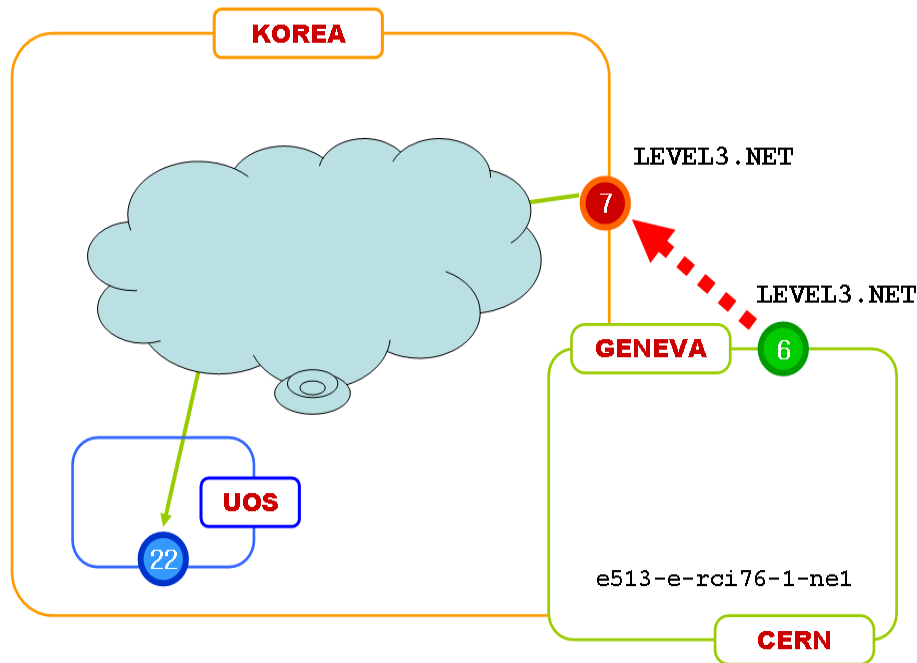 KOREA
LEVEL3.NET
7
LEVEL3.NET
GENEVA
6
UOS
22
e513-e-rci76-1-ne1
CERN